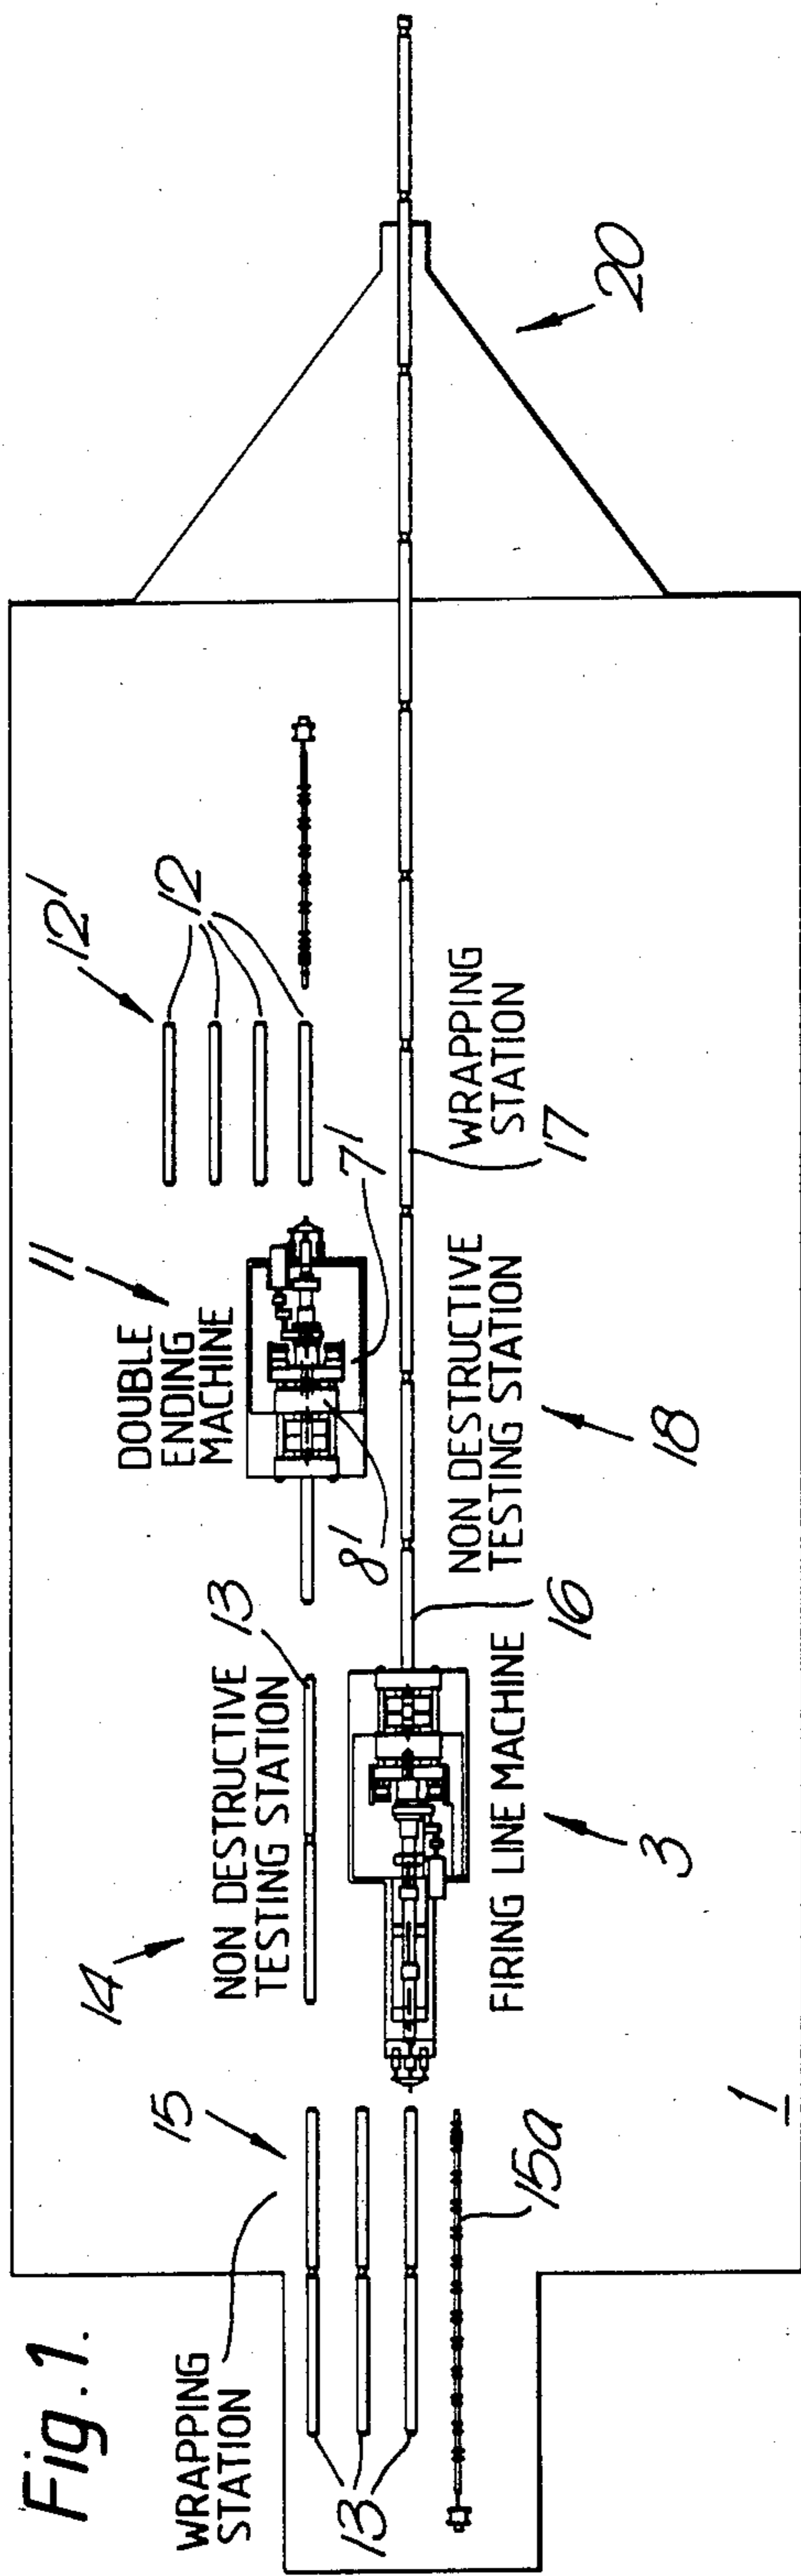 Fig. 1.
WRAPPING
STATION
15
13
15a
1
14
NON DESTRUCTIVE
TESTING STATION
13
FIRING LINE MACHINE
3
16
DOUBLE
ENDING
MACHINE
11
8'
7'
NON DESTRUCTIVE
TESTING STATION
18
12'
12
WRAPPING
STATION
17
20